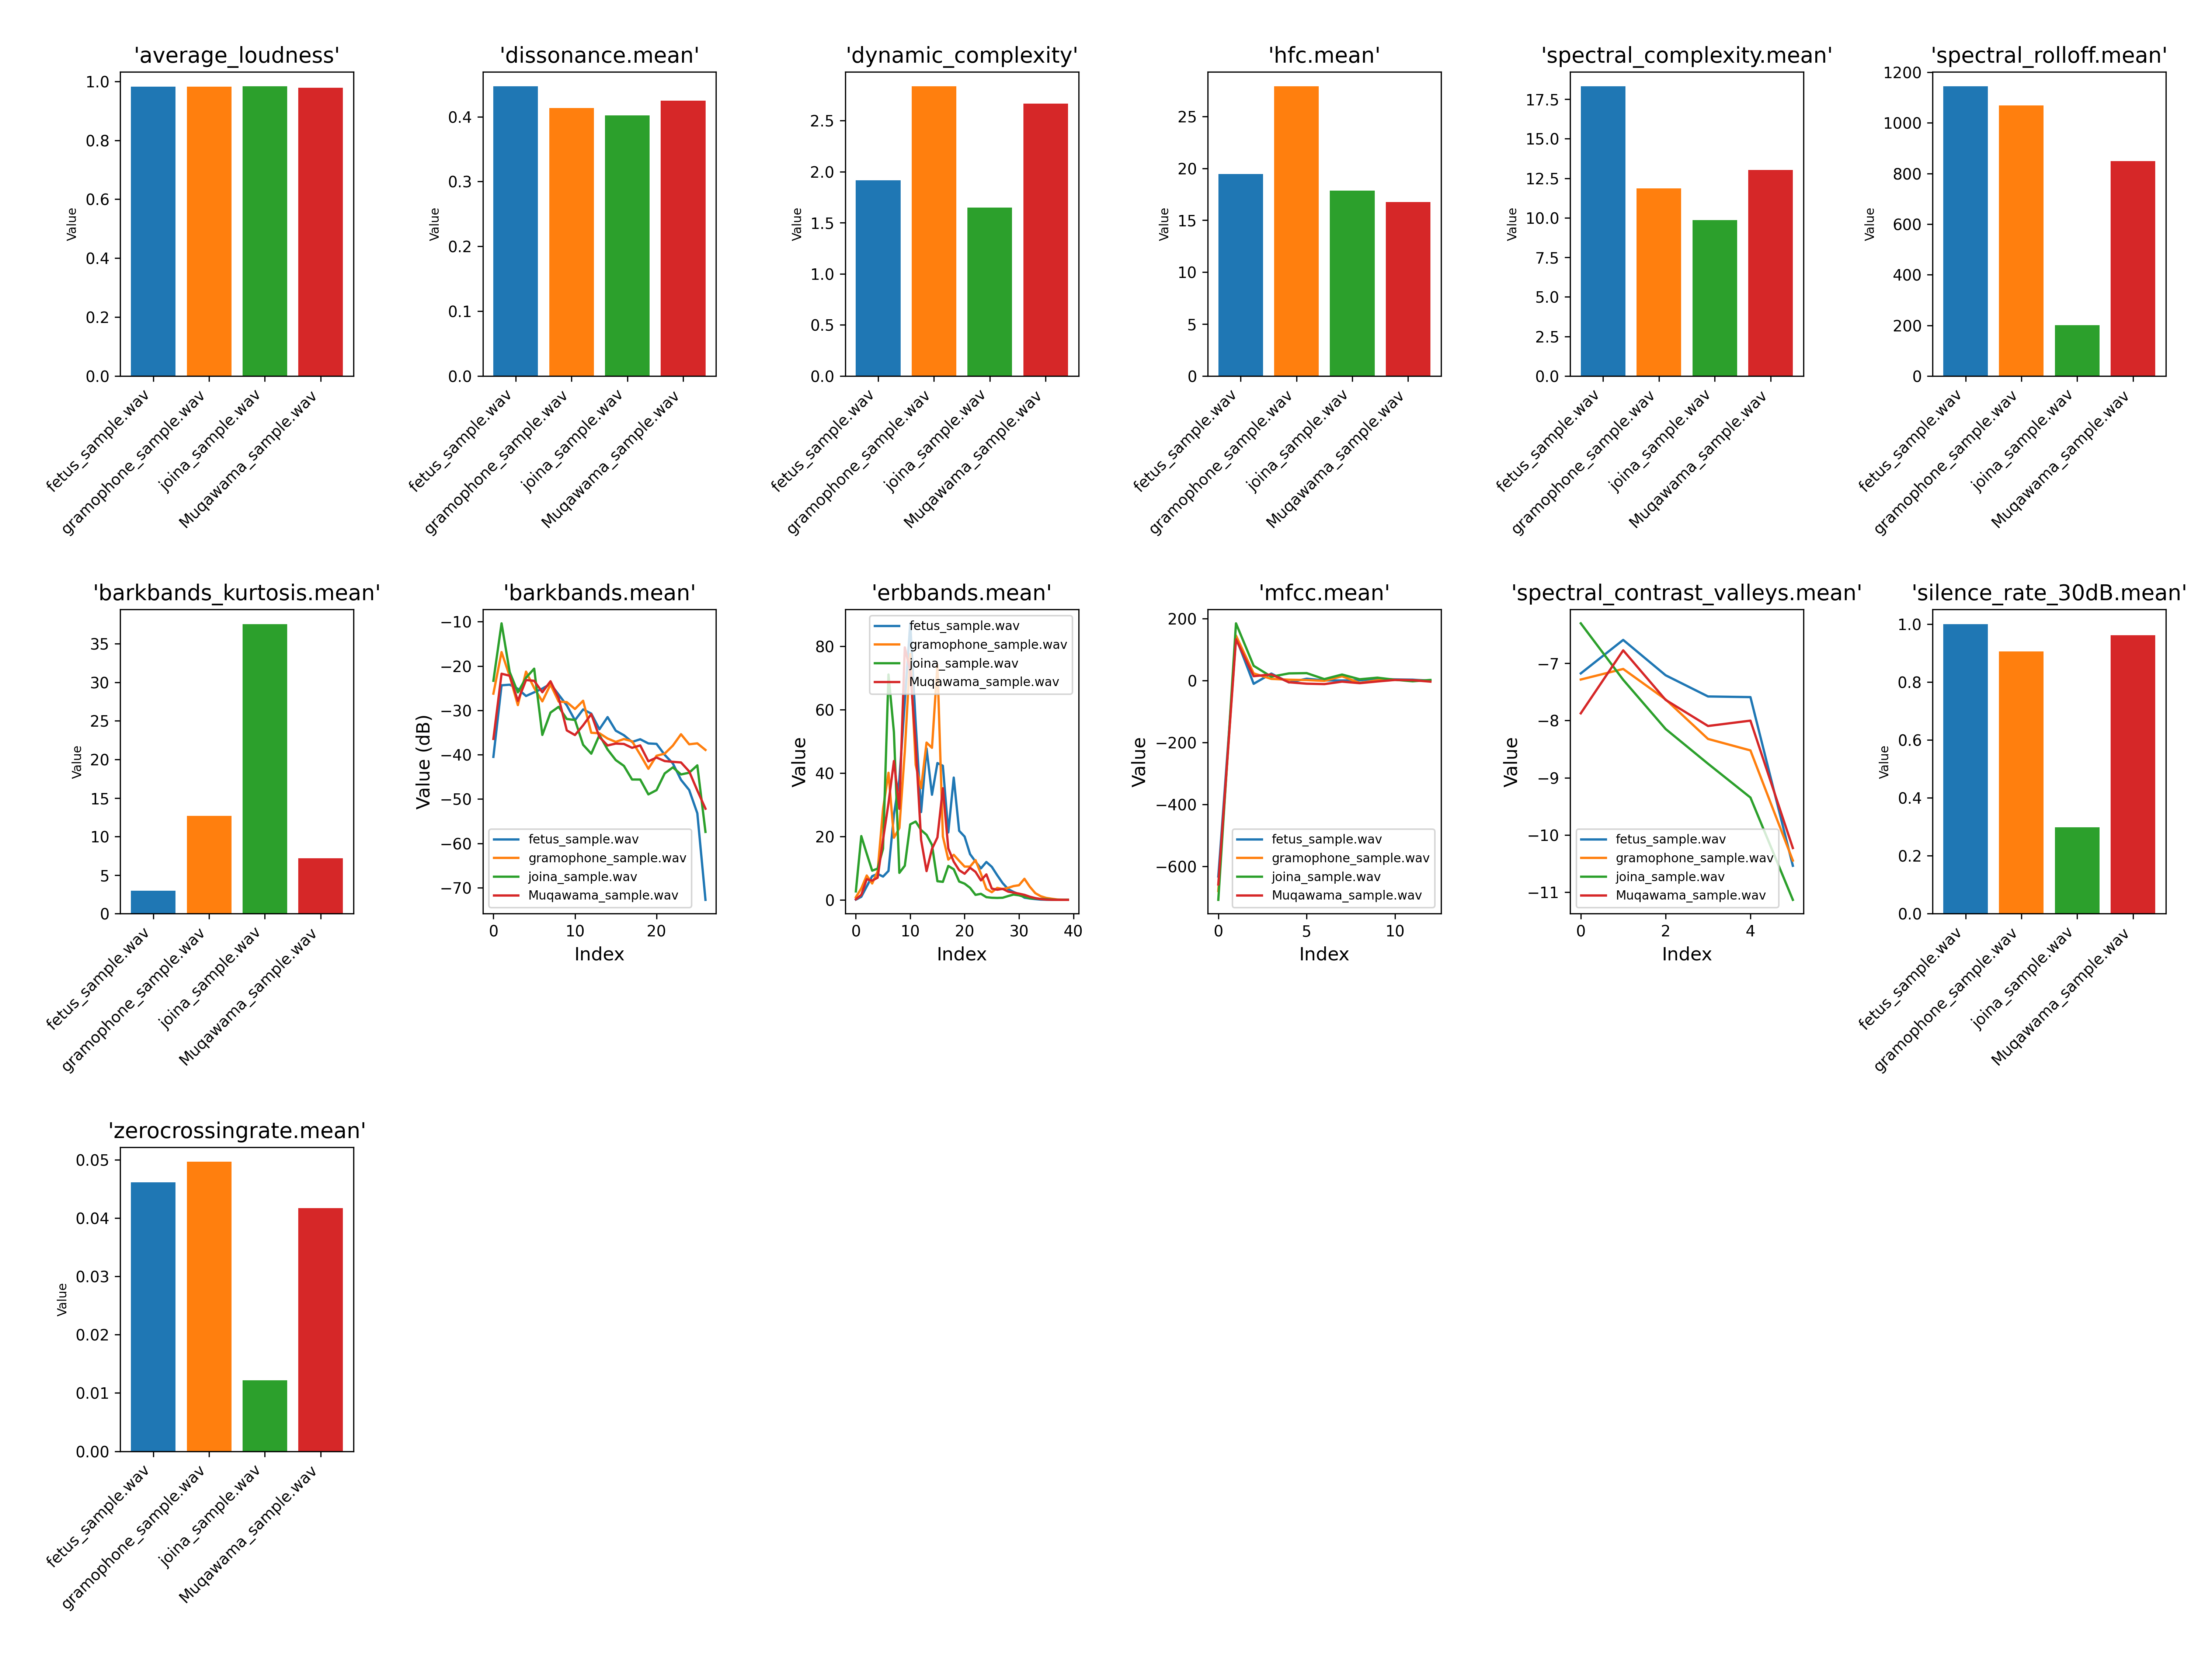 'average_loudness'
1.0
0.8
0.6
0.4
0.2
0.0
Value
fetus_sample.wav
gramophone_sample.wav
joina_sample.wav
Muqawama_sample.wav
'dissonance.mean'
0.4
0.3
0.2
0.1
0.0
Value
fetus_sample.wav
gramophone_sample.wav
joina_sample.wav
Muqawama_sample.wav
'dynamic_complexity'
2.5
2.0
1.5
1.0
0.5
0.0
Value
fetus_sample.wav
gramophone_sample.wav
joina_sample.wav
Muqawama_sample.wav
'hfc.mean'
25
20
15
10
5
0
Value
fetus_sample.wav
gramophone_sample.wav
joina_sample.wav
Muqawama_sample.wav
'spectral_complexity.mean'
17.5
15.0
12.5
10.0
7.5
5.0
2.5
0.0
Value
fetus_sample.wav
gramophone_sample.wav
joina_sample.wav
Muqawama_sample.wav
'spectral_rolloff.mean'
1200
1000
800
600
400
200
0
Value
fetus_sample.wav
gramophone_sample.wav
joina_sample.wav
Muqawama_sample.wav
'barkbands_kurtosis.mean'
35
30
25
20
15
10
5
0
Value
fetus_sample.wav
gramophone_sample.wav
joina_sample.wav
Muqawama_sample.wav
'barkbands.mean'
−10
−20
−30
−40
−50
−60
−70
Value (dB)
fetus_sample.wav
gramophone_sample.wav
joina_sample.wav
Muqawama_sample.wav
0 10 20
Index
'erbbands.mean'
80
60
40
20
0
Value
fetus_sample.wav
gramophone_sample.wav
joina_sample.wav
Muqawama_sample.wav
0 10 20 30 40
Index
'mfcc.mean'
200
0
−200
−400
−600
Value
fetus_sample.wav
gramophone_sample.wav
joina_sample.wav
Muqawama_sample.wav
0 5 10
Index
'spectral_contrast_valleys.mean'
−7
−8
−9
−10
−11
Value
fetus_sample.wav
gramophone_sample.wav
joina_sample.wav
Muqawama_sample.wav
0 2 4
Index
'silence_rate_30dB.mean'
1.0
0.8
0.6
0.4
0.2
0.0
Value
fetus_sample.wav
gramophone_sample.wav
joina_sample.wav
Muqawama_sample.wav
'zerocrossingrate.mean'
0.05
0.04
0.03
0.02
0.01
0.00
Value
fetus_sample.wav
gramophone_sample.wav
joina_sample.wav
Muqawama_sample.wav